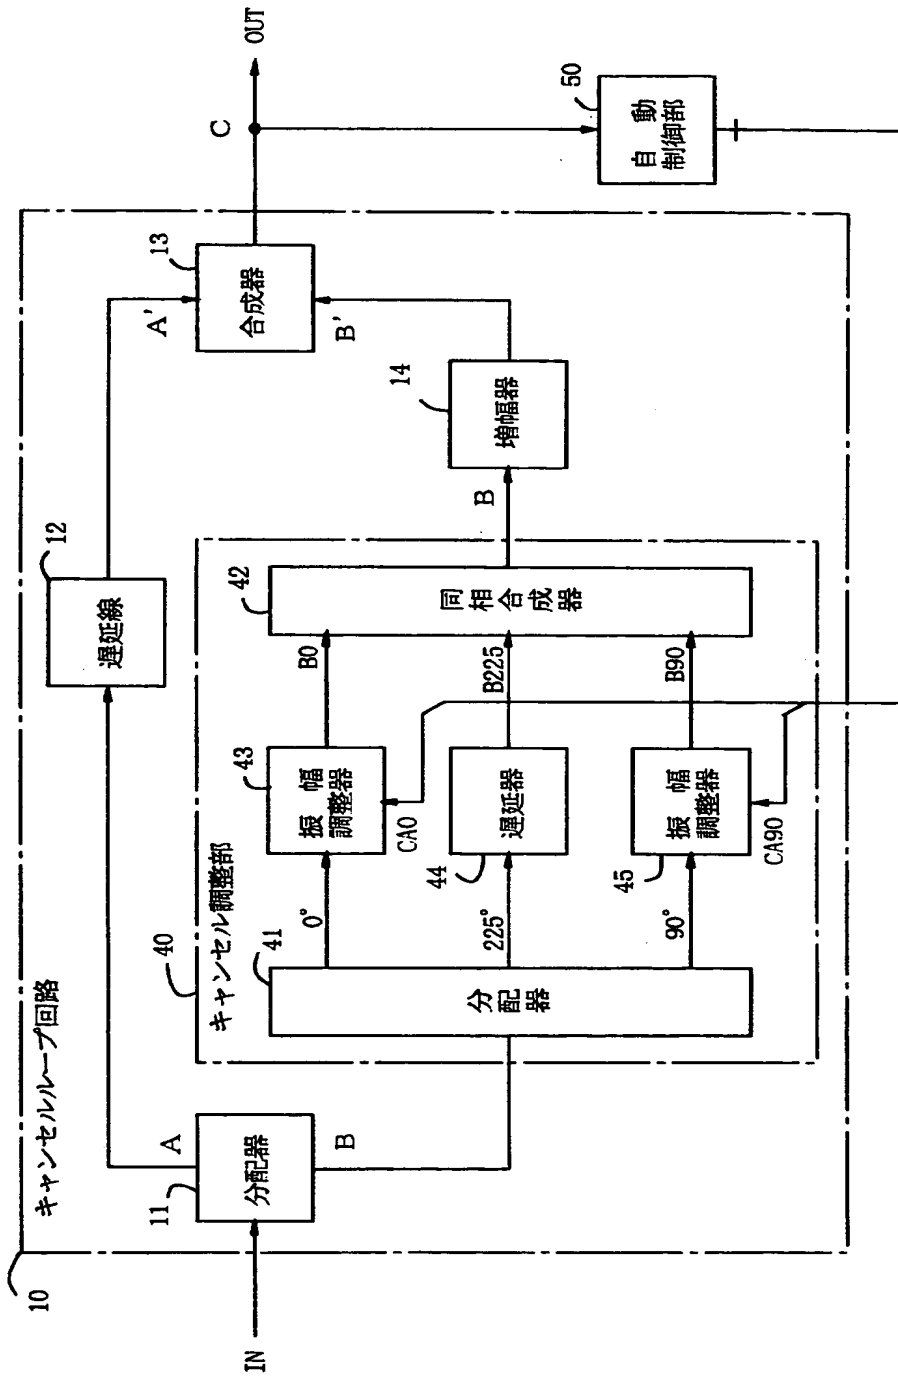 10
キャンセルループ回路
IN
11
分配器
A
B
12
遅延線
40
キャンセル調整部
41
分配器
0°
225°
90°
43
振幅
調整器
CA0
44
遅延器
45
振幅
調整器
CA90
B0
B225
B90
42
同相合成器
B
14
増幅器
A'
B'
13
合成器
C
OUT
50
自動
制御部